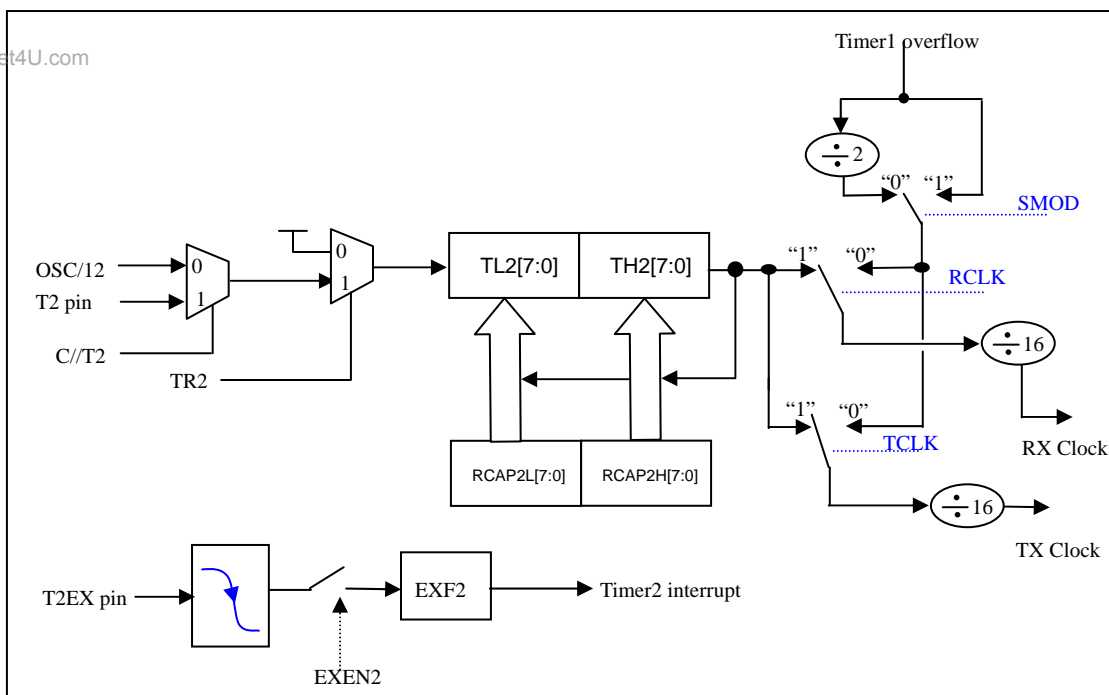 et4U.com
Timer1 overflow
÷ 2
“0” “1”
SMOD
OSC/12
T2 pin
C//T2
TR2
0
1
0
1
TL2[7:0] TH2[7:0]
“1” “0”
RCLK
÷ 16
RX Clock
“1” “0”
TCLK
÷ 16
TX Clock
RCAP2L[7:0] RCAP2H[7:0]
T2EX pin
EXF2
Timer2 interrupt
EXEN2